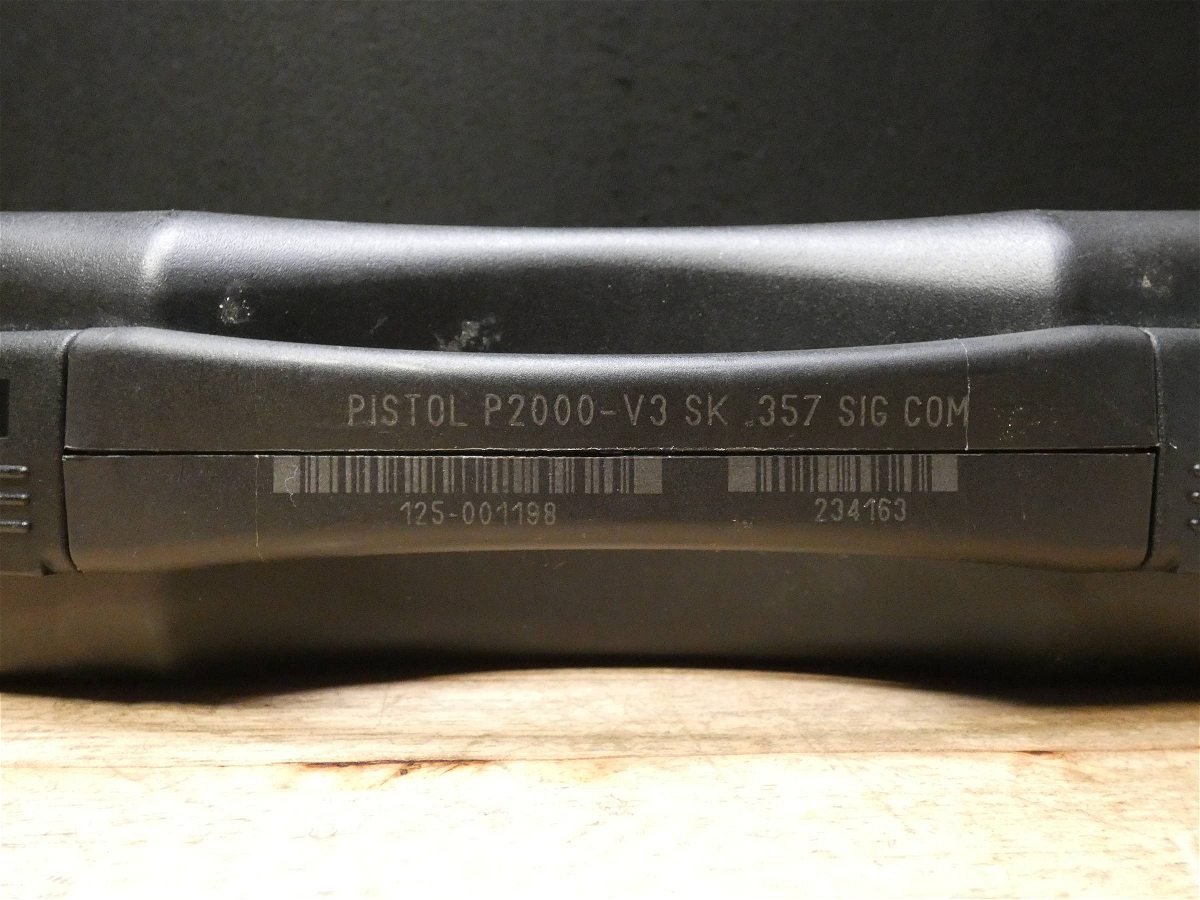 PISTOL P2000-V3 SK .357 SIG COM
125-001198 234163